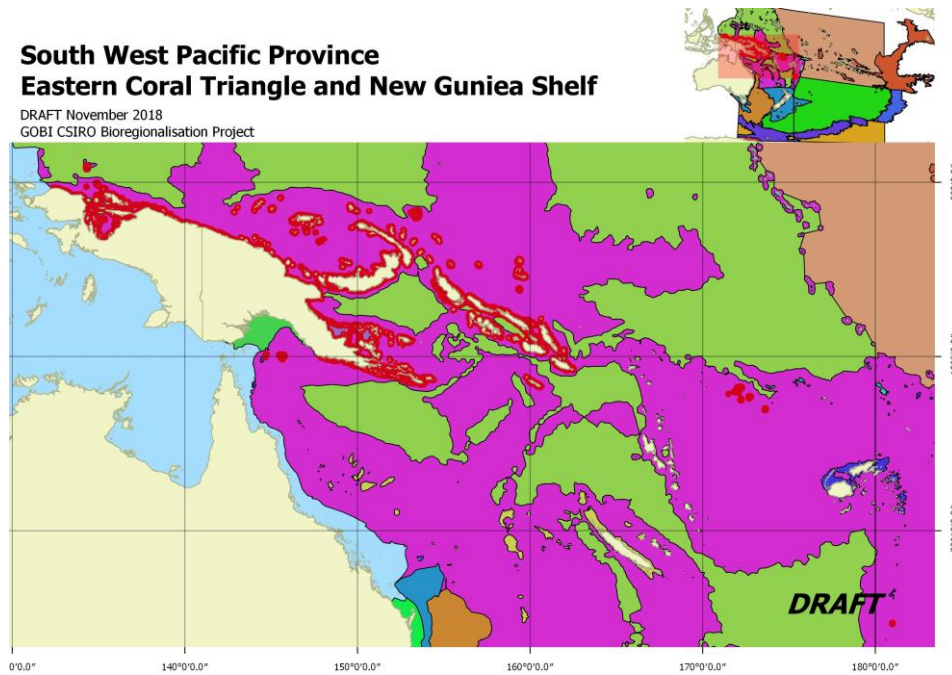 South West Pacific Province
Eastern Coral Triangle and New Guniea Shelf
DRAFT November 2018
GOBI CSIRO Bioregionalisation Project
DRAFT
0°0.0"
140°0'0.0"
150°0'0.0"
160°0'0.0"
170°0'0.0"
180°0'0.0"